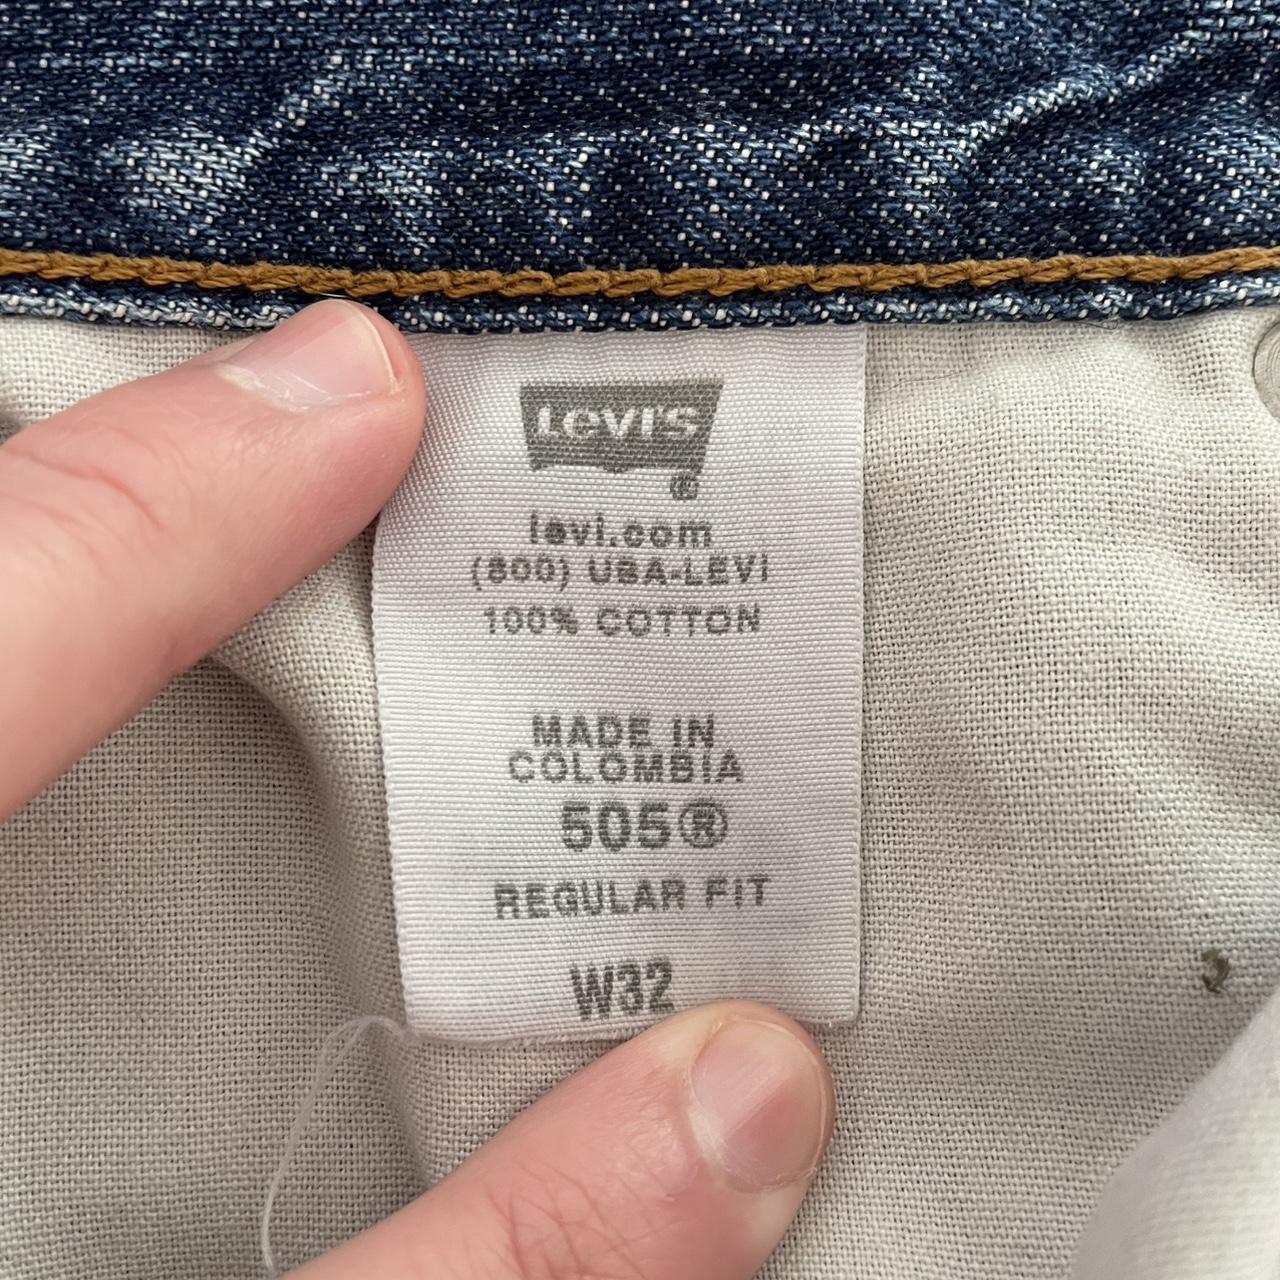 LEVI'S
®
levi.com
(800) USA-LEVI
100% COTTON
MADE IN
COLOMBIA
505®
REGULAR FIT
W32